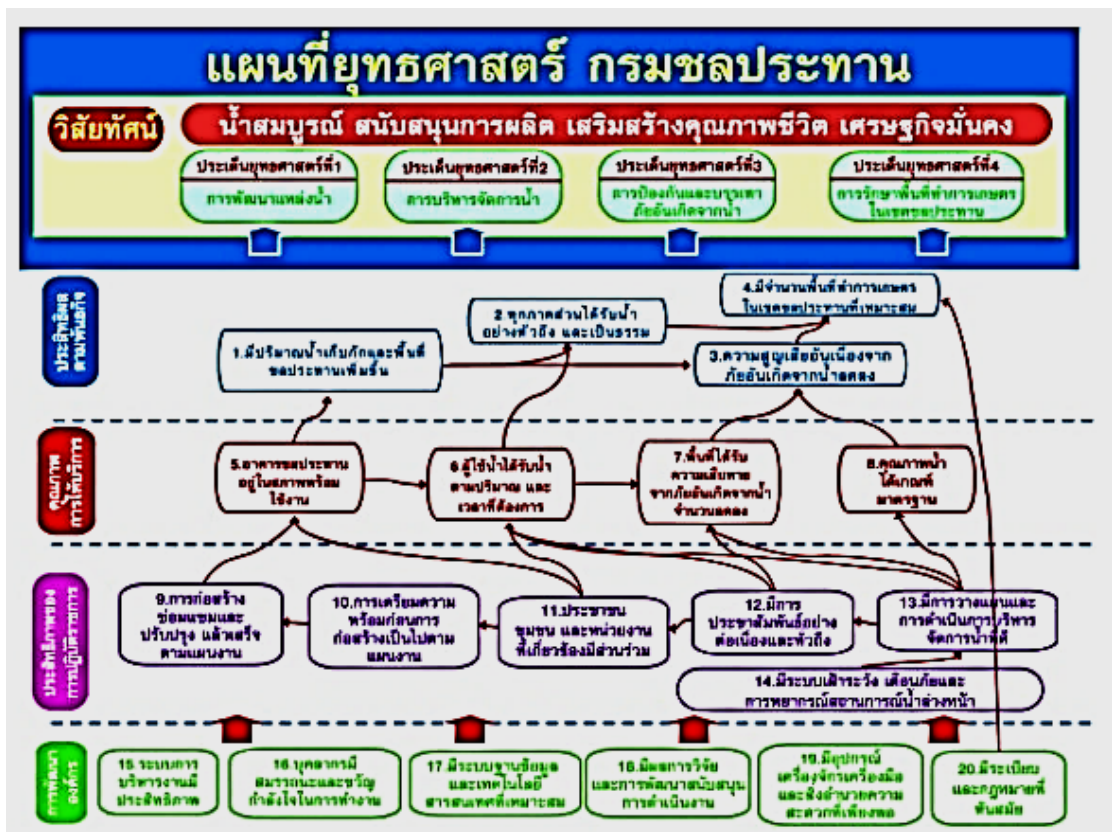 แผนที่ยุทธศาสตร์ กรมชลประทาน
วิสัยทัศน์
น้ำสมบูรณ์ สนับสนุนการผลิต เสริมสร้างคุณภาพชีวิต เศรษฐกิจมั่นคง
ประเด็นยุทธศาสตร์ที่1
การพัฒนาแหล่งน้ำ
ประเด็นยุทธศาสตร์ที่2
การบริหารจัดการน้ำ
ประเด็นยุทธศาสตร์ที่3
การป้องกันและบรรเทา
ภัยอันเกิดจากน้ำ
ประเด็นยุทธศาสตร์ที่4
การรักษาพื้นที่ทำการเกษตร
ในเขตชลประทาน
ประสิทธิผล
ตามพันธกิจ
4.มีจำนวนพื้นที่ทำการเกษตร
ในเขตชลประทานที่เหมาะสม
2.ทุกภาคส่วนได้รับน้ำ
อย่างทั่วถึง และเป็นธรรม
1.มีปริมาณน้ำเก็บกักและพื้นที่
ชลประทานเพิ่มขึ้น
3.ความสูญเสียอันเนื่องจาก
ภัยอันเกิดจากน้ำลดลง
คุณภาพ
การให้บริการ
5.อาคารชลประทาน
อยู่ในสภาพพร้อม
ใช้งาน
6.ผู้ใช้น้ำได้รับน้ำ
ตามปริมาณ และ
เวลาที่ต้องการ
7.พื้นที่ได้รับ
ความเสียหาย
จากภัยอันเกิดจากน้ำ
จำนวนลดลง
8.คุณภาพน้ำ
ได้เกณฑ์
มาตรฐาน
ประสิทธิภาพของ
การปฏิบัติราชการ
9.การก่อสร้าง
ซ่อมแซมและ
ปรับปรุง แล้วเสร็จ
ตามแผนงาน
10.การเตรียมความ
พร้อมก่อนการ
ก่อสร้างเป็นไปตาม
แผนงาน
11.ประชาชน
ชุมชน และหน่วยงาน
ที่เกี่ยวข้องมีส่วนร่วม
12.มีการ
ประชาสัมพันธ์อย่าง
ต่อเนื่องและทั่วถึง
13.มีการวางแผนและ
การดำเนินการบริหาร
จัดการน้ำที่ดี
14.มีระบบเฝ้าระวัง เตือนภัยและ
การพยากรณ์สถานการณ์น้ำล่วงหน้า
การพัฒนา
องค์กร
15.ระบบการ
บริหารงานมี
ประสิทธิภาพ
16.บุคลากรมี
สมรรถนะและขวัญ
กำลังใจในการทำงาน
17.มีระบบฐานข้อมูล
และเทคโนโลยี
สารสนเทศที่เหมาะสม
18.มีผลการวิจัย
และการพัฒนาสนับสนุน
การดำเนินงาน
19.มีอุปกรณ์
เครื่องจักรเครื่องมือ
และสิ่งอำนวยความ
สะดวกที่เพียงพอ
20.มีระเบียบ
และกฎหมายที่
ทันสมัย